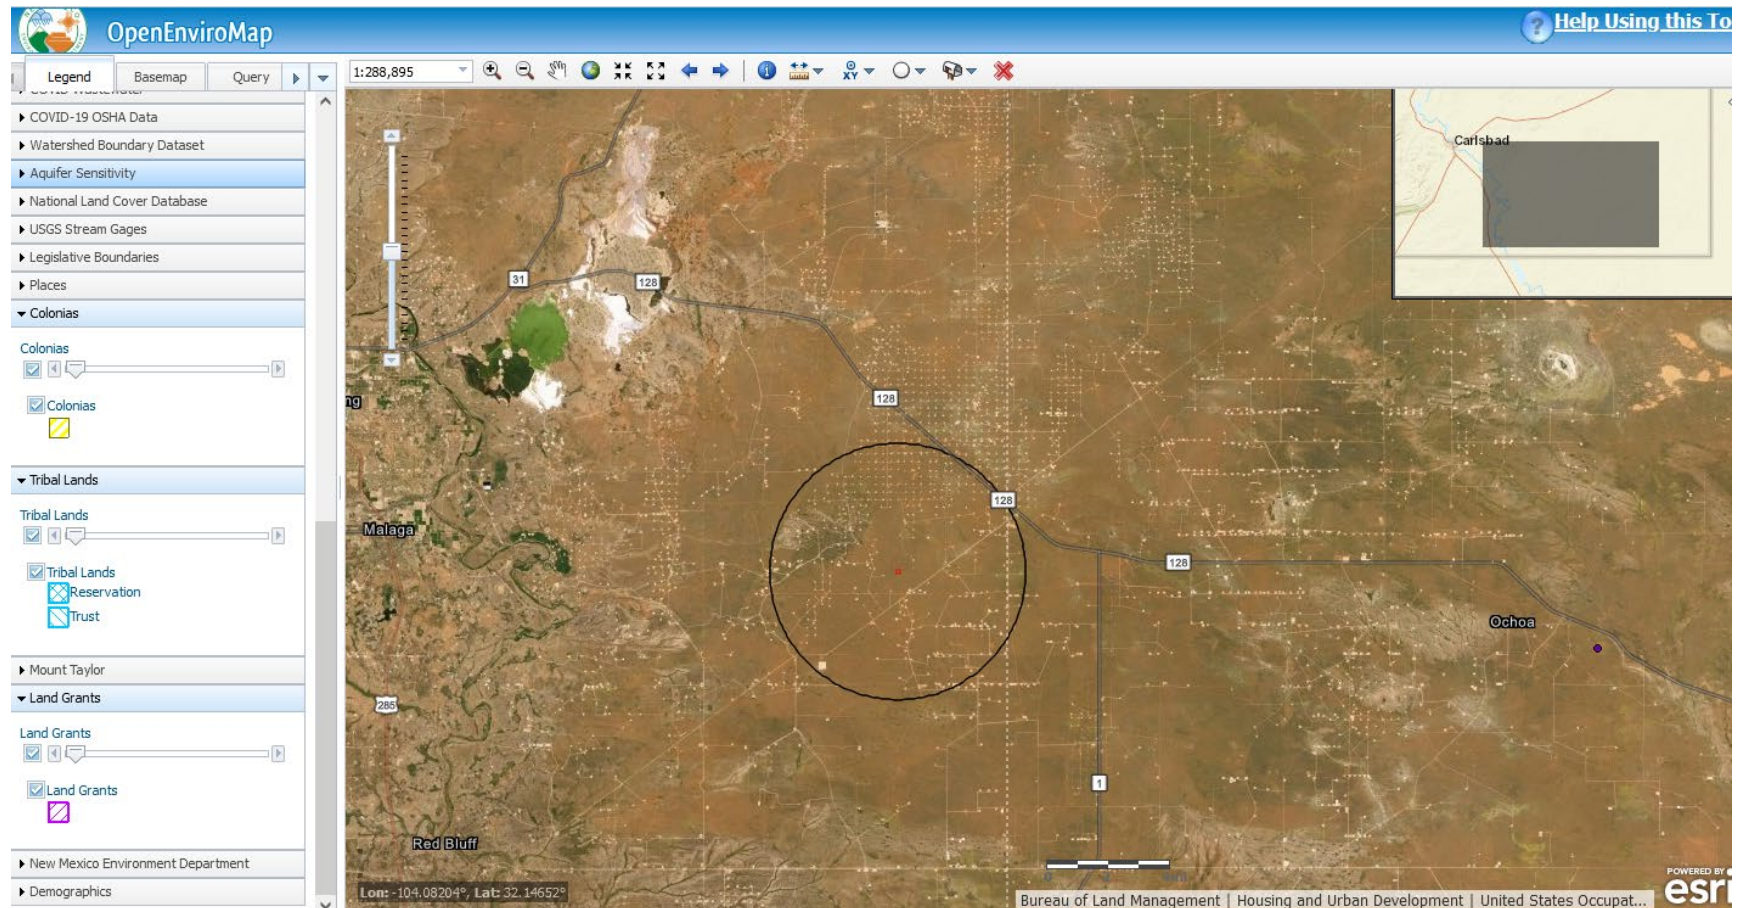 OpenEnviroMap
Help Using this To
Legend
Basemap
Query
1:288,895
COVID-19 OSHA Data
Watershed Boundary Dataset
Aquifer Sensitivity
National Land Cover Database
USGS Stream Gages
Legislative Boundaries
Places
Colonias
Colonias
Colonias
Tribal Lands
Tribal Lands
Tribal Lands
Reservation
Trust
Mount Taylor
Land Grants
Land Grants
Land Grants
New Mexico Environment Department
Demographics
Carlsbad
31
128
128
ng
128
Malaga
128
Ochoa
285
1
Red Bluff
Lon: -104.08204°, Lat: 32.14652°
Bureau of Land Management | Housing and Urban Development | United States Occupat...
POWERED BY
esri